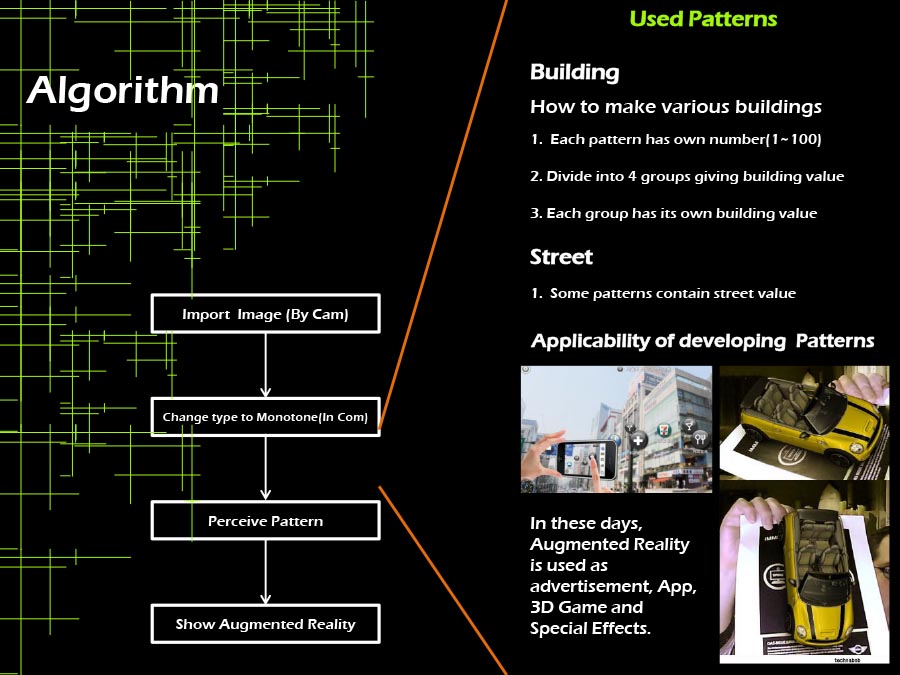 Algorithm
Import Image (By Cam)
Change type to Monotone(In Com)
Perceive Pattern
Show Augmented Reality
Used Patterns
Building
How to make various buildings
1. Each pattern has own number(1~100)
2. Divide into 4 groups giving building value
3. Each group has its own building value
Street
1. Some patterns contain street value
Applicability of developing Patterns
In these days,
Augmented Reality
is used as
advertisement, App,
3D Game and
Special Effects.
technabob